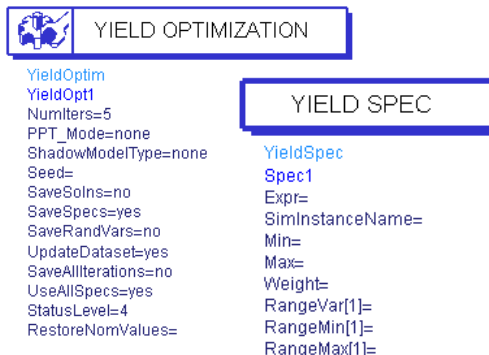 YIELD OPTIMIZATION
YieldOptim
YieldOpt1
NumIters=5
PPT_Mode=none
ShadowModelType=none
Seed=
SaveSolns=no
SaveSpecs=yes
SaveRandVars=no
UpdateDataset=yes
SaveAllIterations=no
UseAllSpecs=yes
StatusLevel=4
RestoreNomValues=
YIELD SPEC
YieldSpec
Spec1
Expr=
SimInstanceName=
Min=
Max=
Weight=
RangeVar[1]=
RangeMin[1]=
RangeMax[1]=